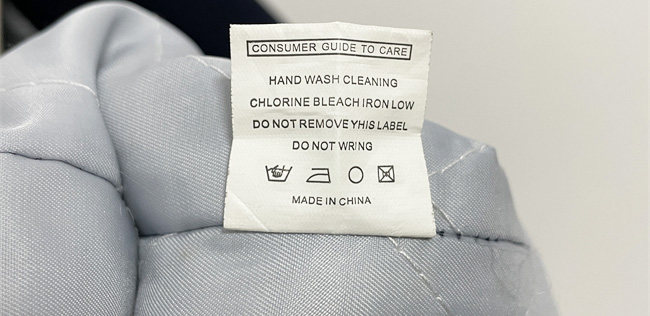 CONSUMER GUIDE TO CARE
HAND WASH CLEANING
CHLORINE BLEACH IRON LOW
DO NOT REMOVE YHIS LABEL
DO NOT WRING
MADE IN CHINA